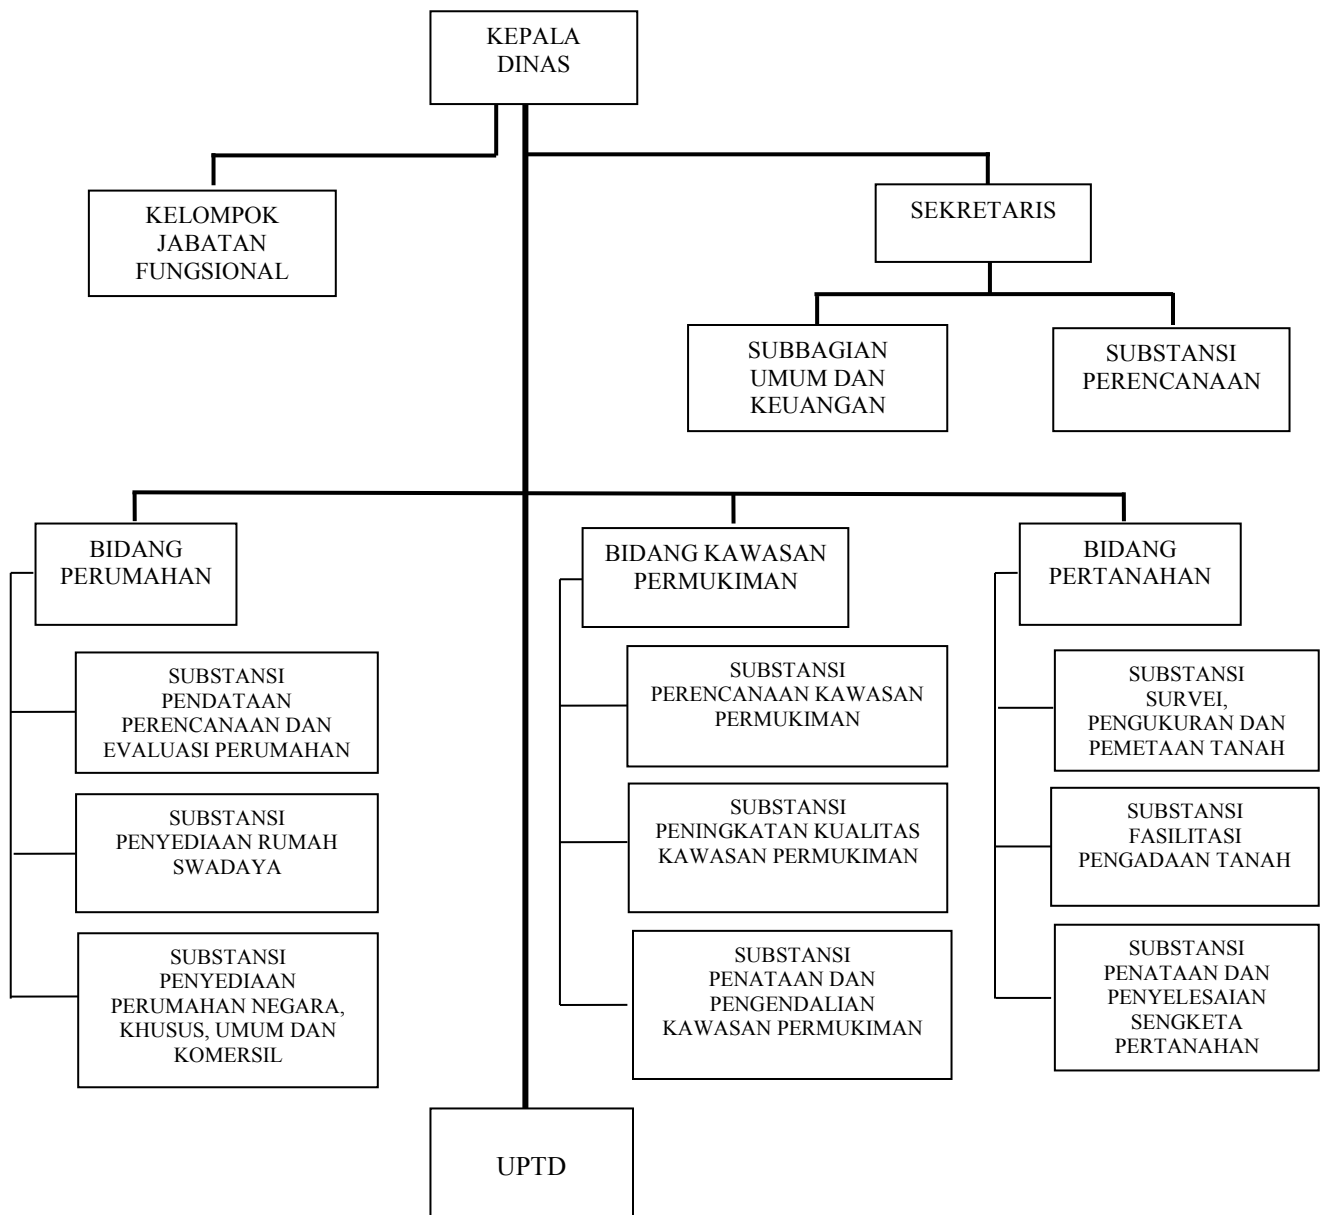 KEPALA
DINAS
KELOMPOK
JABATAN
FUNGSIONAL
SEKRETARIS
SUBBAGIAN
UMUM DAN
KEUANGAN
SUBSTANSI
PERENCANAAN
BIDANG
PERUMAHAN
SUBSTANSI
PENDATAAN
PERENCANAAN DAN
EVALUASI PERUMAHAN
SUBSTANSI
PENYEDIAAN RUMAH
SWADAYA
SUBSTANSI
PENYEDIAAN
PERUMAHAN NEGARA,
KHUSUS, UMUM DAN
KOMERSIL
BIDANG KAWASAN
PERMUKIMAN
SUBSTANSI
PERENCANAAN KAWASAN
PERMUKIMAN
SUBSTANSI
PENINGKATAN KUALITAS
KAWASAN PERMUKIMAN
SUBSTANSI
PENATAAN DAN
PENGENDALIAN
KAWASAN PERMUKIMAN
BIDANG
PERTANAHAN
SUBSTANSI
SURVEI,
PENGUKURAN DAN
PEMETAAN TANAH
SUBSTANSI
FASILITASI
PENGADAAN TANAH
SUBSTANSI
PENATAAN DAN
PENYELESAIAN
SENGKETA
PERTANAHAN
UPTD